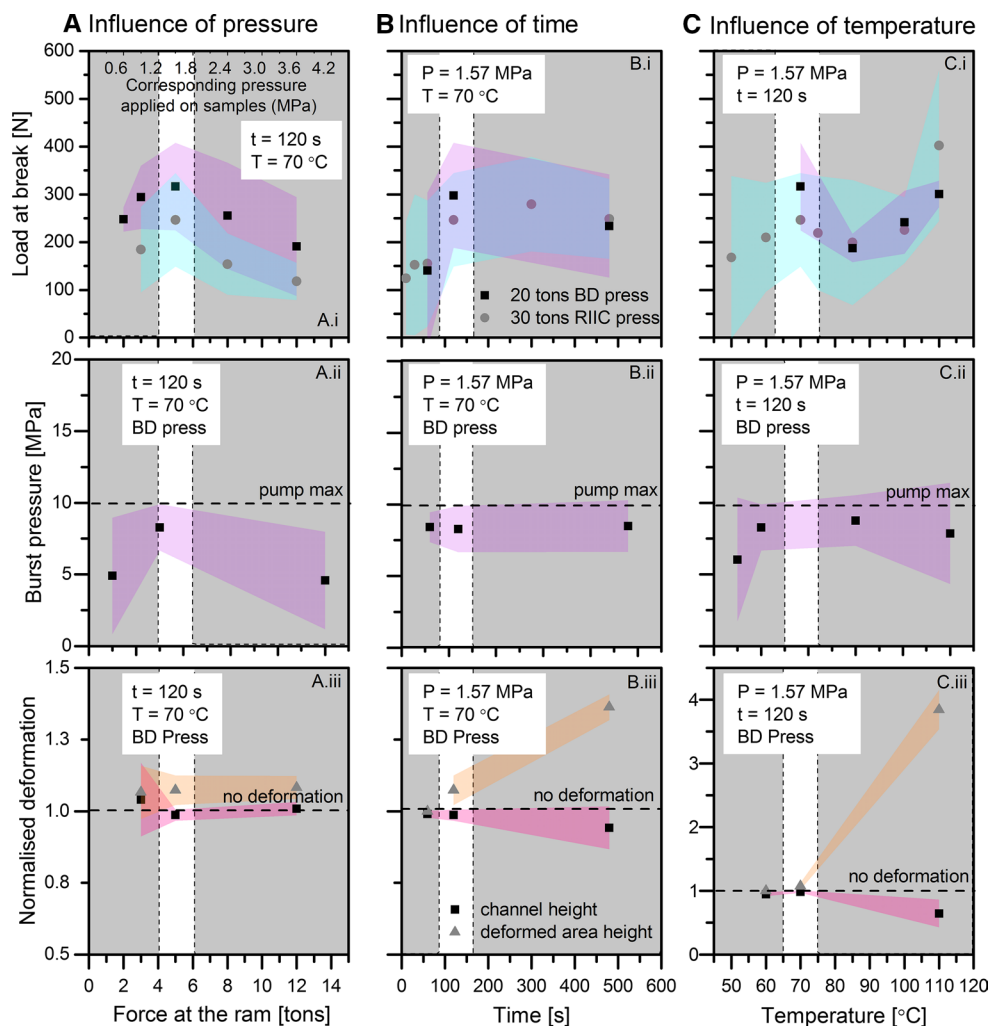 A Influence of pressure
B Influence of time
C Influence of temperature
600
500
400
300
200
100
0
Load at break [N]
0.6 1.2 1.8 2.4 3.0 3.6 4.2
Corresponding pressure
applied on samples (MPa)
t = 120 s
T = 70 °C
A.i
P = 1.57 MPa
T = 70 °C
B.i
P = 1.57 MPa
t = 120 s
C.i
20 tons BD press
30 tons RIIC press
20
15
10
5
0
Burst pressure [MPa]
t = 120 s
T = 70 °C
BD press
A.ii
pump max
P = 1.57 MPa
T = 70 °C
BD press
B.ii
pump max
P = 1.57 MPa
t = 120 s
BD press
C.ii
pump max
1.5
1.3
1.0
0.8
0.5
Normalised deformation
t = 120 s
T = 70 °C
BD Press
A.iii
no deformation
P = 1.57 MPa
T = 70 °C
BD Press
B.iii
no deformation
channel height
deformed area height
4
3
2
1
0
P = 1.57 MPa
t = 120 s
BD Press
C.iii
no deformation
0 2 4 6 8 10 12 14
Force at the ram [tons]
0 100 200 300 400 500 600
Time [s]
50 60 70 80 90 100 110 120
Temperature [°C]